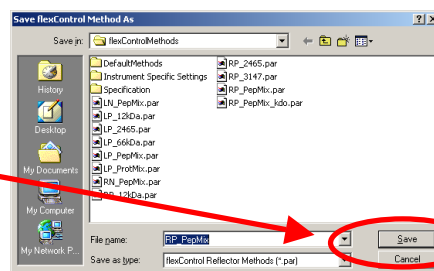 Save flexControl Method As
Save in:
flexControlMethods
History
Desktop
My Documents
My Computer
My Network P...
DefaultMethods
Instrument Specific Settings
Specification
LN_PepMix.par
LP_12kDa.par
LP_2465.par
LP_66kDa.par
LP_PepMix.par
LP_ProtMix.par
RN_PepMix.par
12kDa.par
RP_2465.par
RP_3147.par
RP_PepMix.par
RP_PepMix_kdo.par
File name:
RP_PepMix
Save
Save as type:
flexControl Reflector Methods (*.par)
Cancel